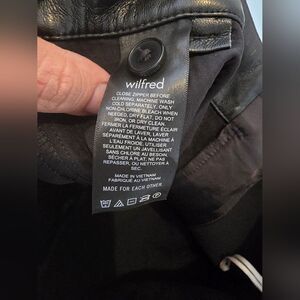 wilfred
CLOSE ZIPPER BEFORE
CLEANING. MACHINE WASH
COLD SEPARATELY, ONLY
NON-CHLORINE BLEACH WHEN
NEEDED, DRY FLAT, DO NOT
IRON, OR DRY CLEAN.
FERMER LA FERMETURE ÉCLAIR
AVANT DE LAVER, LAVER
SÉPARÉMENT À LA MACHINE À
L'EAU FROIDE, UTILISER
SEULEMENT UN JAVELLISANT
SANS CHLORE AU BESOIN
SÉCHER À PLAT, NE PAS
REPASSER, OU NETTOYER À
SEC.
MADE IN VIETNAM
FABRIQUÉ AU VIETNAM
MADE FOR EACH OTHER